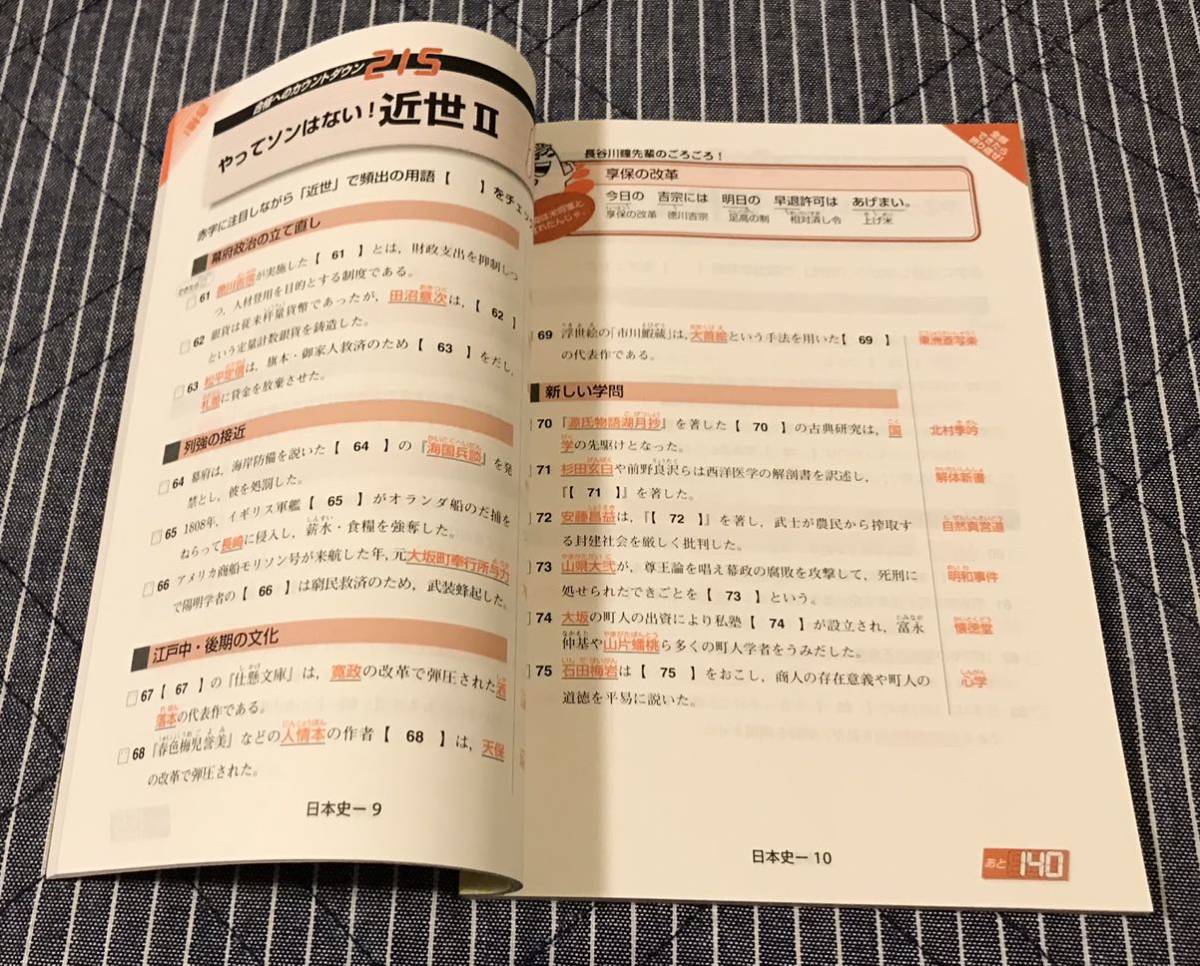 合格へのカウントダウン 215
やってソンはない！近世Ⅱ
赤字に注目しながら「近世」で頻出の用語【　　】をチェッ
幕府政治の立て直し
61 徳川吉宗が実施した【 61 】とは，財政支出を抑制しつ
つ，人材登用を目的とする制度である。
62 銀貨は従来秤量貨幣であったが，田沼意次は，【 62 】
という定量計数銀貨を鋳造した。
63 松平定信は，旗本・御家人救済のため【 63 】をだし，
札差に貸金を放棄させた。
列強の接近
64 幕府は，海岸防備を説いた【 64 】の『海国兵談』を発
禁とし，彼を処罰した。
65 1808年，イギリス軍艦【 65 】がオランダ船のだ捕を
ねらって長崎に侵入し，薪水・食糧を強奪した。
66 アメリカ商船モリソン号が来航した年，元大坂町奉行所与力
で陽明学者の【 66 】は窮民救済のため，武装蜂起した。
江戸中・後期の文化
67【 67 】の『仕懸文庫』は，寛政の改革で弾圧された洒
落本の代表作である。
68『春色梅児誉美』などの人情本の作者【 68 】は，天保
の改革で弾圧された。
日本史ー 9
長谷川瞳先輩のごろごろ！
享保の改革
今日の 吉宗には 明日の 早退許可は あげまい。
享保の改革 徳川吉宗 足高の制 相対済し令 上げ米
69 浮世絵の「市川鰕蔵」は，大首絵という手法を用いた【 69 】 東洲斎写楽
の代表作である。
新しい学問
70『源氏物語湖月抄』を著した【 70 】の古典研究は，国 北村季吟
学の先駆けとなった。
71 杉田玄白や前野良沢らは西洋医学の解剖書を訳述し， 解体新書
『【 71 】』を著した。
72 安藤昌益は，『【 72 】』を著し，武士が農民から搾取す 自然真営道
る封建社会を厳しく批判した。
73 山県大弐が，尊王論を唱え幕政の腐敗を攻撃して，死刑に 明和事件
処せられたできごとを【 73 】という。
74 大坂の町人の出資により私塾【 74 】が設立され，富永 懐徳堂
仲基や山片蟠桃ら多くの町人学者をうみだした。
75 石田梅岩は【 75 】をおこし，商人の存在意義や町人の 心学
道徳を平易に説いた。
日本史ー 10
あと 140